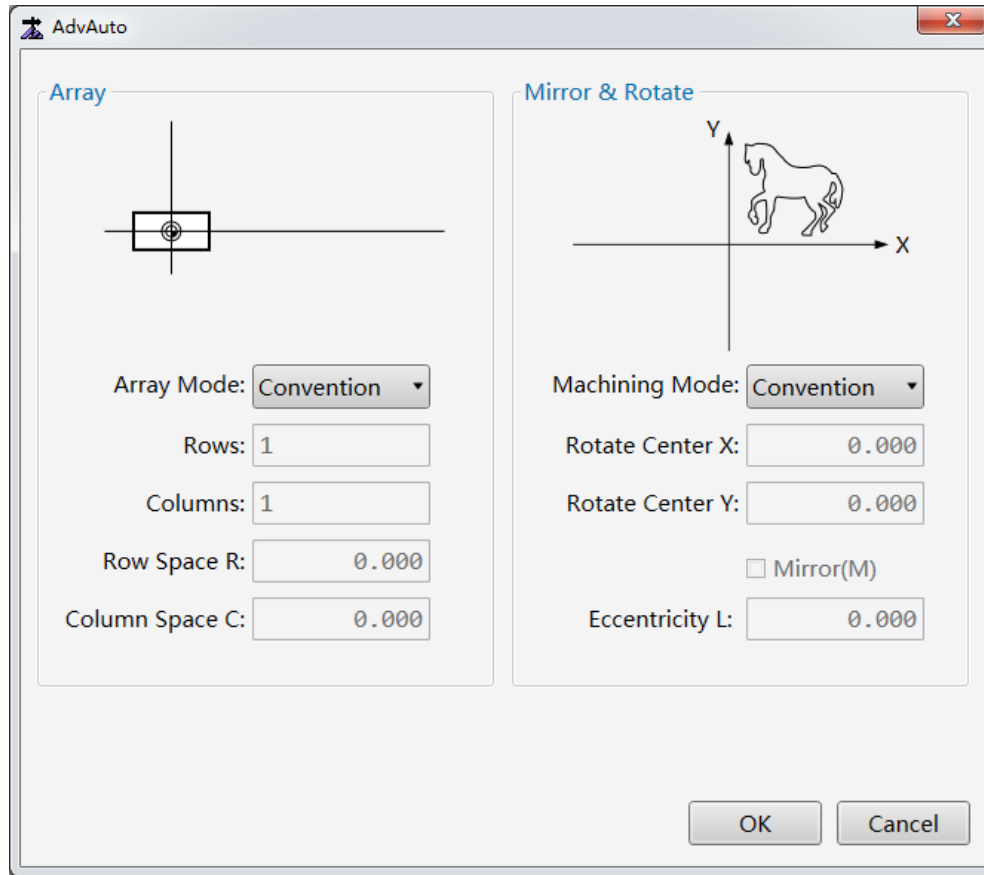 AdvAuto
Array
Array Mode: Convention
Rows: 1
Columns: 1
Row Space R: 0.000
Column Space C: 0.000
Mirror & Rotate
Y
X
Machining Mode: Convention
Rotate Center X: 0.000
Rotate Center Y: 0.000
Mirror(M)
Eccentricity L: 0.000
OK
Cancel